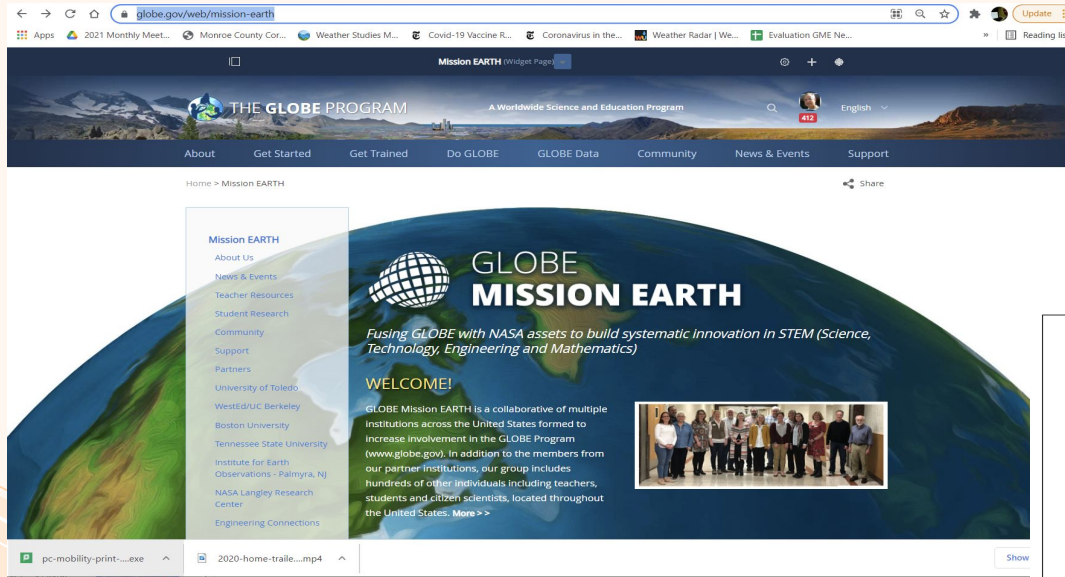 globe.gov/web/mission-earth
Update
Apps 2021 Monthly Meet... Monroe County Cor... Weather Studies M... Covid-19 Vaccine R... Coronavirus in the... Weather Radar | We... Evaluation GME Ne... » Reading lis
Mission EARTH (Widget Page)
THE GLOBE PROGRAM
A Worldwide Science and Education Program
412
English
About Get Started Get Trained Do GLOBE GLOBE Data Community News & Events Support
Home > Mission EARTH
Share
Mission EARTH
About Us
News & Events
Teacher Resources
Student Research
Community
Support
Partners
University of Toledo
WestEd/UC Berkeley
Boston University
Tennessee State University
Institute for Earth
Observations - Palmyra, NJ
NASA Langley Research
Center
Engineering Connections
GLOBE
MISSION EARTH
Fusing GLOBE with NASA assets to build systematic innovation in STEM (Science,
Technology, Engineering and Mathematics)
WELCOME!
GLOBE Mission EARTH is a collaborative of multiple
institutions across the United States formed to
increase involvement in the GLOBE Program
(www.globe.gov). In addition to the members from
our partner institutions, our group includes
hundreds of other individuals including teachers,
students and citizen scientists, located throughout
the United States. More > >
pc-mobility-print-....exe
2020-home-traile....mp4
Show